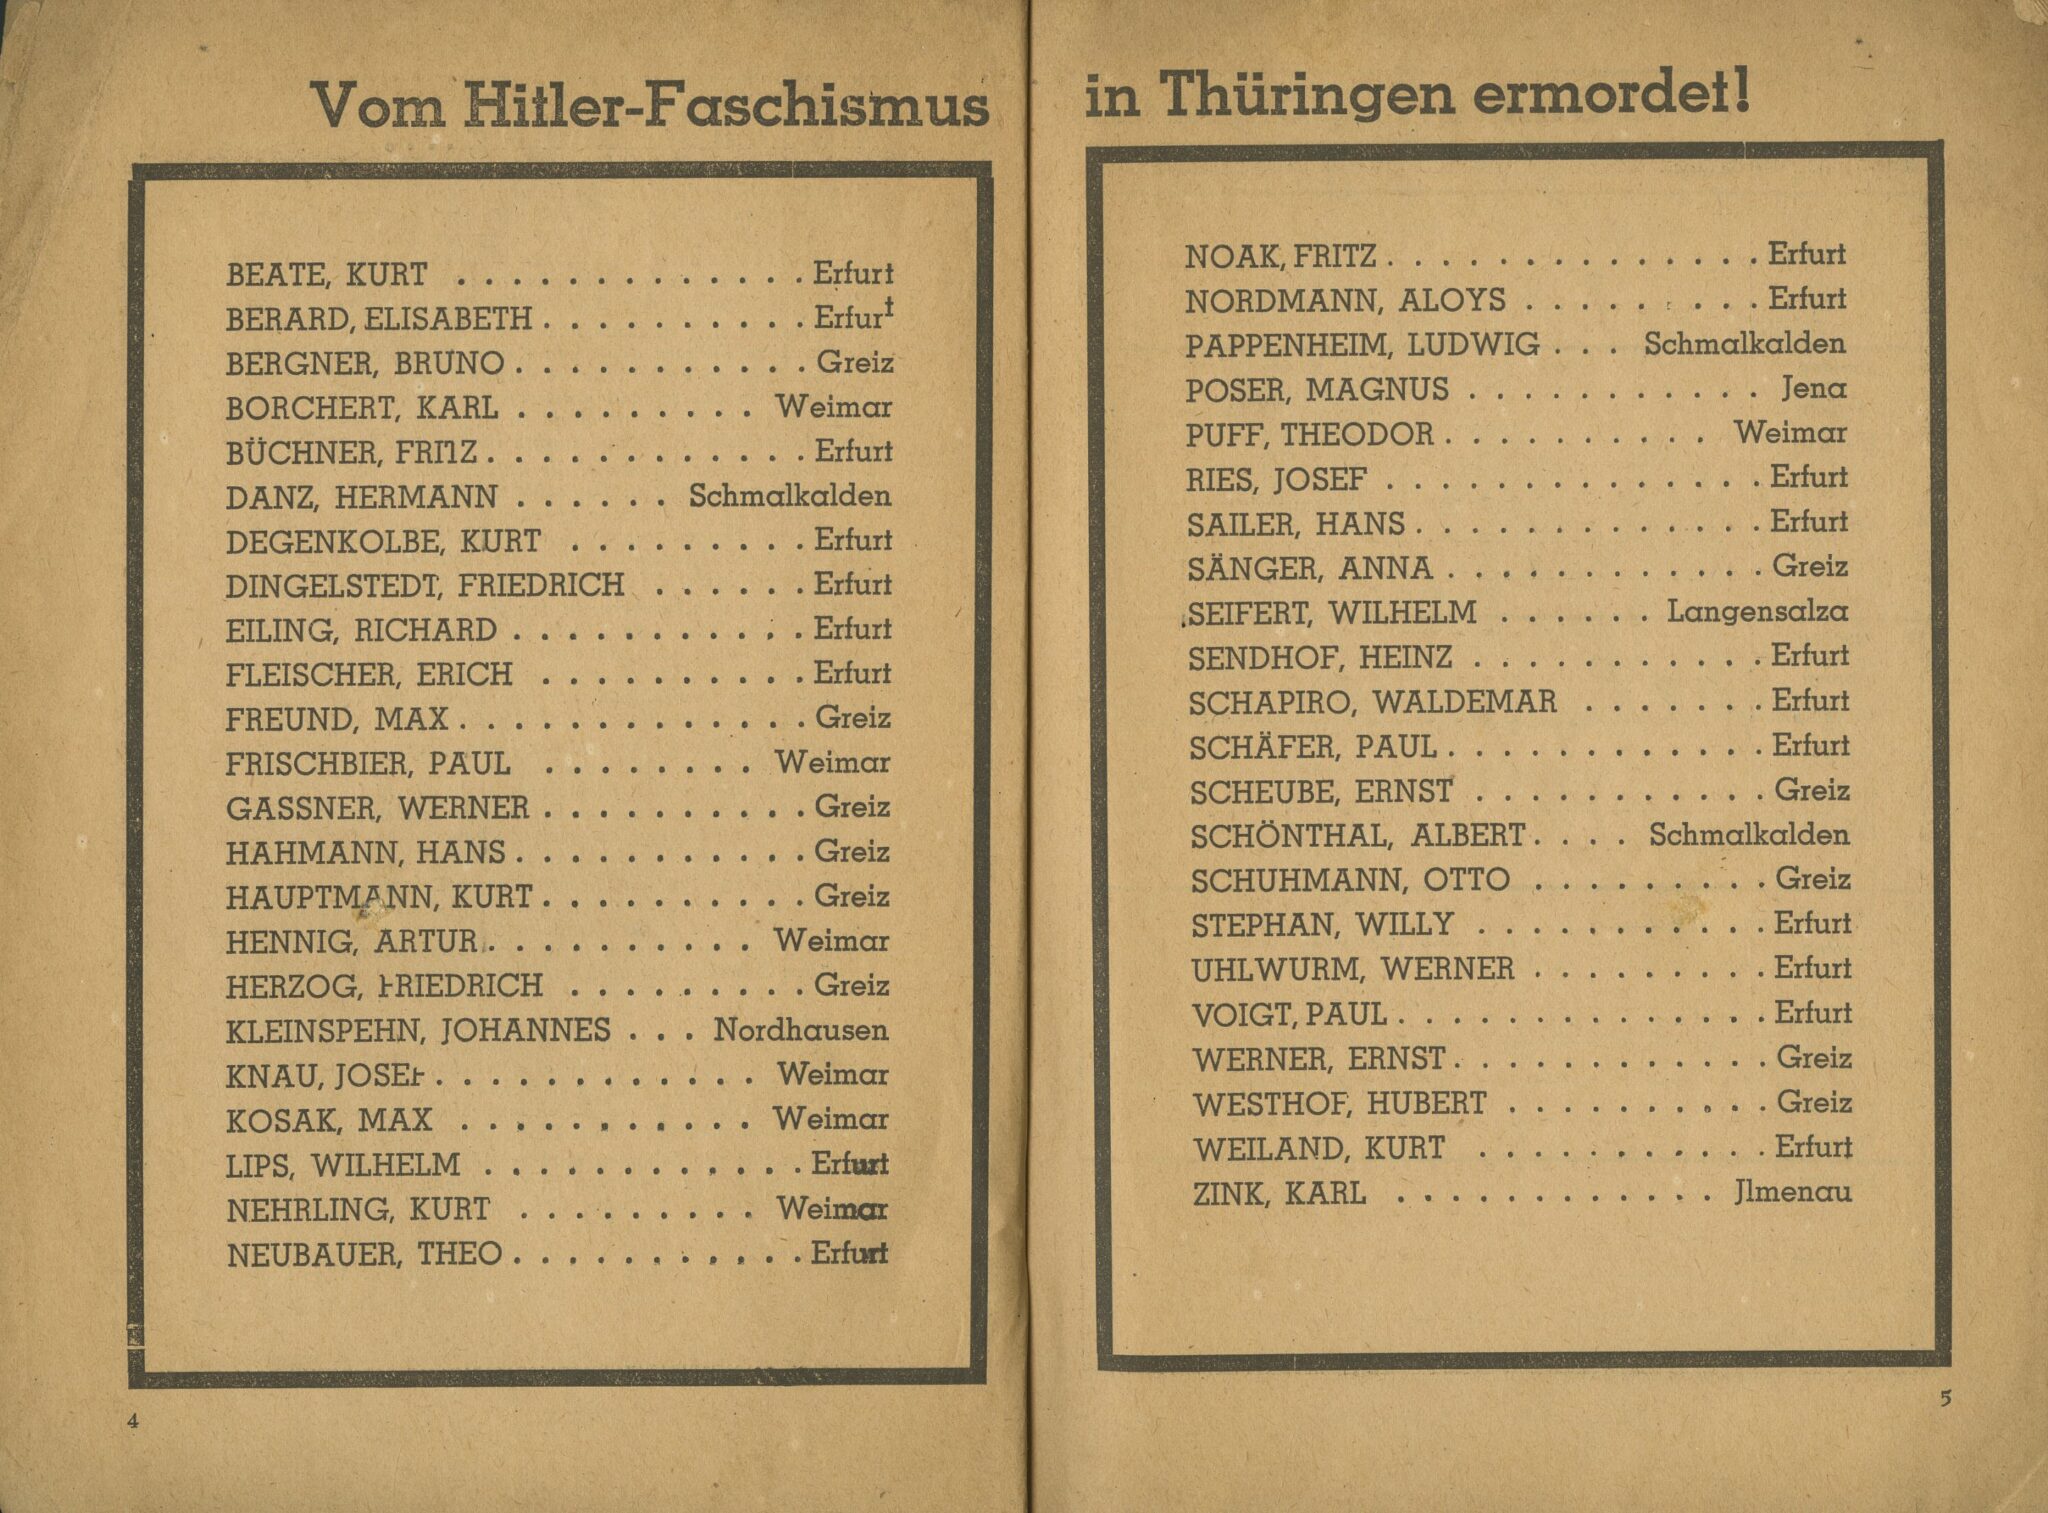 Vom Hitler-Faschismus
BEATE, KURT . . . . . . . . . . . . . Erfurt
BERARD, ELISABETH . . . . . . . . . . Erfurt
BERGNER, BRUNO . . . . . . . . . . . Greiz
BORCHERT, KARL . . . . . . . . . Weimar
BÜCHNER, FRITZ . . . . . . . . . . . . Erfurt
DANZ, HERMANN . . . . . . Schmalkalden
DEGENKOLBE, KURT . . . . . . . . . Erfurt
DINGELSTEDT, FRIEDRICH . . . . . . Erfurt
EILING, RICHARD . . . . . . . . . . . Erfurt
FLEISCHER, ERICH . . . . . . . . . . Erfurt
FREUND, MAX . . . . . . . . . . . . . Greiz
FRISCHBIER, PAUL . . . . . . . . Weimar
GASSNER, WERNER . . . . . . . . . . Greiz
HAHMANN, HANS . . . . . . . . . . . Greiz
HAUPTMANN, KURT . . . . . . . . . . Greiz
HENNIG, ARTUR . . . . . . . . . . Weimar
HERZOG, FRIEDRICH . . . . . . . . . Greiz
KLEINSPEHN, JOHANNES . . . Nordhausen
KNAU, JOSEF . . . . . . . . . . . . Weimar
KOSAK, MAX . . . . . . . . . . . Weimar
LIPS, WILHELM . . . . . . . . . . . . Erfurt
NEHRLING, KURT . . . . . . . . . Weimar
NEUBAUER, THEO . . . . . . . . . . . Erfurt
4
in Thüringen ermordet!
NOAK, FRITZ . . . . . . . . . . . . . . Erfurt
NORDMANN, ALOYS . . . . . . . . . Erfurt
PAPPENHEIM, LUDWIG . . . Schmalkalden
POSER, MAGNUS . . . . . . . . . . . Jena
PUFF, THEODOR . . . . . . . . . . Weimar
RIES, JOSEF . . . . . . . . . . . . . . Erfurt
SAILER, HANS . . . . . . . . . . . . . Erfurt
SÄNGER, ANNA . . . . . . . . . . . . Greiz
SEIFERT, WILHELM . . . . . . Langensalza
SENDHOF, HEINZ . . . . . . . . . . . Erfurt
SCHAPIRO, WALDEMAR . . . . . . . Erfurt
SCHÄFER, PAUL . . . . . . . . . . . . Erfurt
SCHEUBE, ERNST . . . . . . . . . . . Greiz
SCHÖNTHAL, ALBERT . . . . Schmalkalden
SCHUHMANN, OTTO . . . . . . . . . Greiz
STEPHAN, WILLY . . . . . . . . . . . Erfurt
UHLWURM, WERNER . . . . . . . . . Erfurt
VOIGT, PAUL . . . . . . . . . . . . . . Erfurt
WERNER, ERNST . . . . . . . . . . . . Greiz
WESTHOF, HUBERT . . . . . . . . . . Greiz
WEILAND, KURT . . . . . . . . . . . Erfurt
ZINK, KARL . . . . . . . . . . . . Jlmenau
5